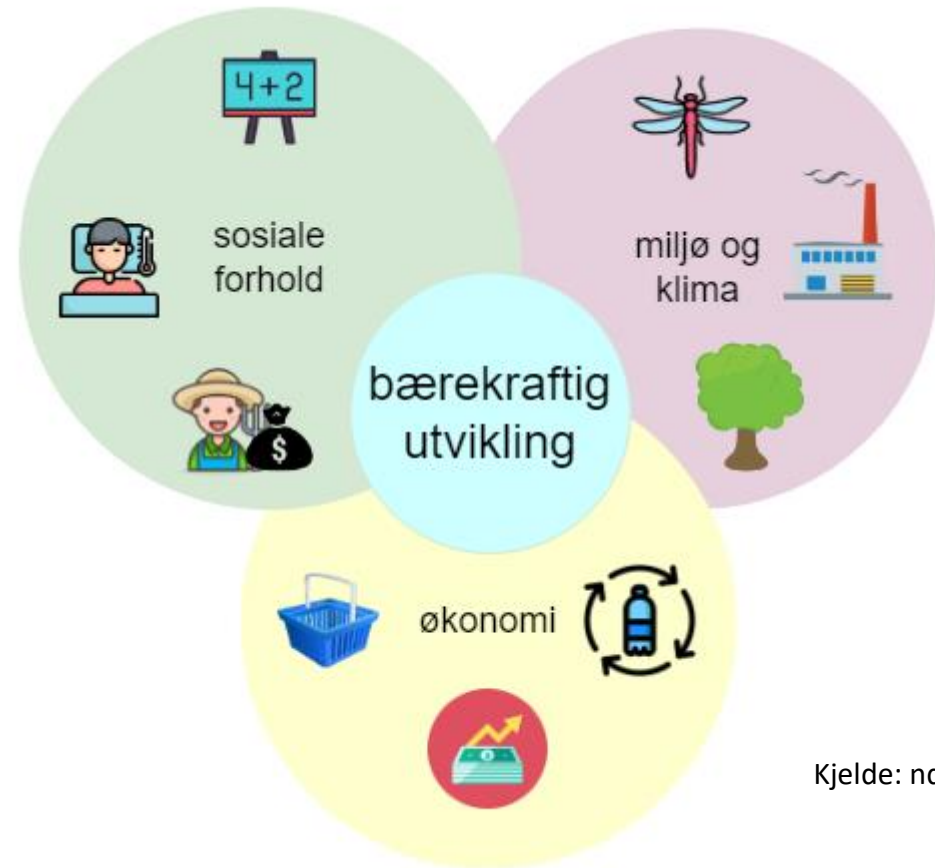 4+2
sosiale
forhold
miljø og
klima
bærekraftig
utvikling
$
økonomi
Kjelde: